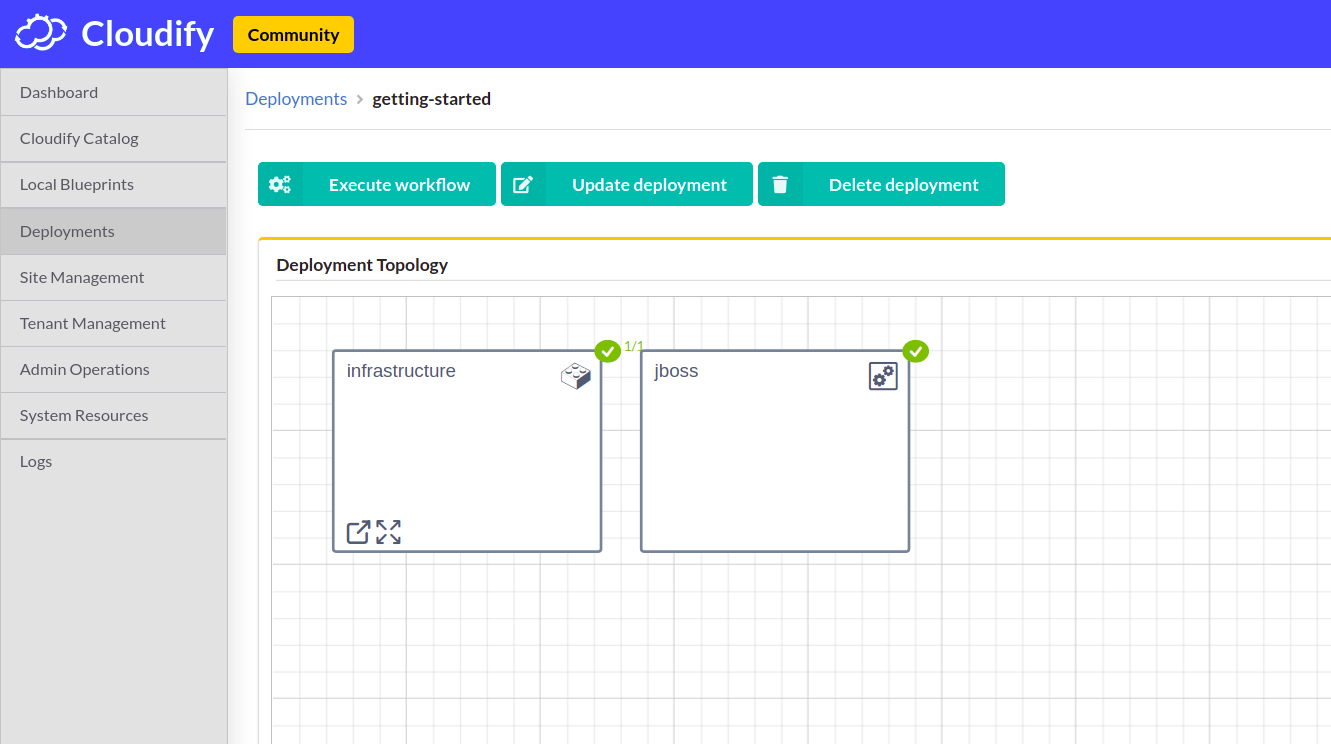 Cloudify
Community
Dashboard
Cloudify Catalog
Local Blueprints
Deployments
Site Management
Tenant Management
Admin Operations
System Resources
Logs
Deployments > getting-started
Execute workflow
Update deployment
Delete deployment
Deployment Topology
infrastructure
1/1
jboss